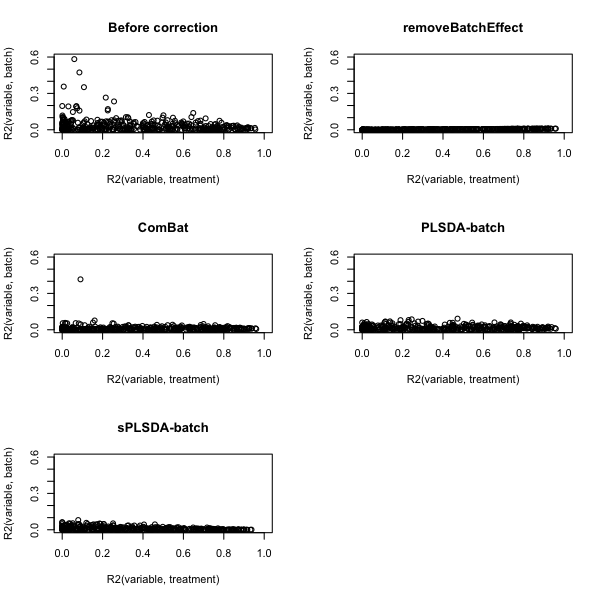 Before correction
R2(variable, batch)
0.6
0.3
0.0
0.0 0.2 0.4 0.6 0.8 1.0
R2(variable, treatment)
removeBatchEffect
R2(variable, batch)
0.6
0.3
0.0
0.0 0.2 0.4 0.6 0.8 1.0
R2(variable, treatment)
ComBat
R2(variable, batch)
0.6
0.3
0.0
0.0 0.2 0.4 0.6 0.8 1.0
R2(variable, treatment)
PLSDA-batch
R2(variable, batch)
0.6
0.3
0.0
0.0 0.2 0.4 0.6 0.8 1.0
R2(variable, treatment)
sPLSDA-batch
R2(variable, batch)
0.6
0.3
0.0
0.0 0.2 0.4 0.6 0.8 1.0
R2(variable, treatment)